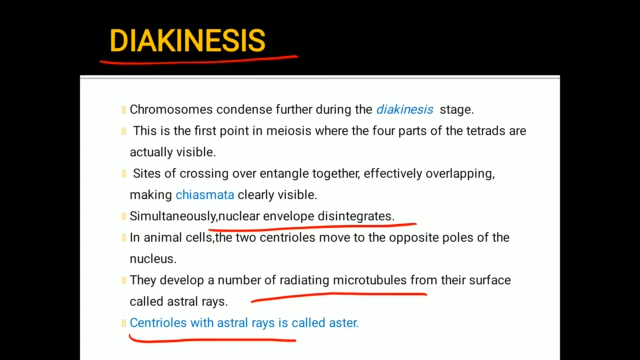 DIAKINESIS
Chromosomes condense further during the diakinesis stage.
This is the first point in meiosis where the four parts of the tetrads are
actually visible.
Sites of crossing over entangle together, effectively overlapping,
making chiasmata clearly visible.
Simultaneously,nuclear envelope disintegrates.
In animal cells,the two centrioles move to the opposite poles of the
nucleus.
They develop a number of radiating microtubules from their surface
called astral rays.
Centrioles with astral rays is called aster.